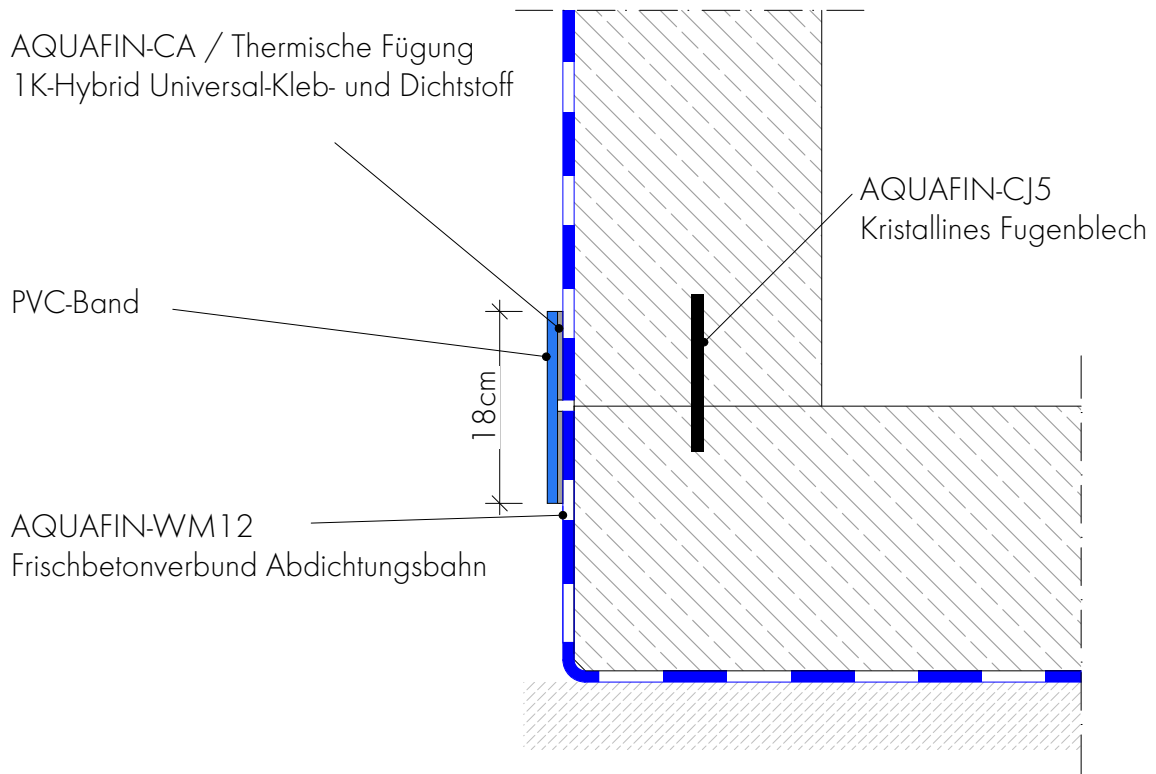 AQUAFIN-CA / Thermische Fügung
1K-Hybrid Universal-Kleb- und Dichtstoff
AQUAFIN-CJ5
Kristallines Fugenblech
PVC-Band
18cm
AQUAFIN-WM12
Frischbetonverbund Abdichtungsbahn